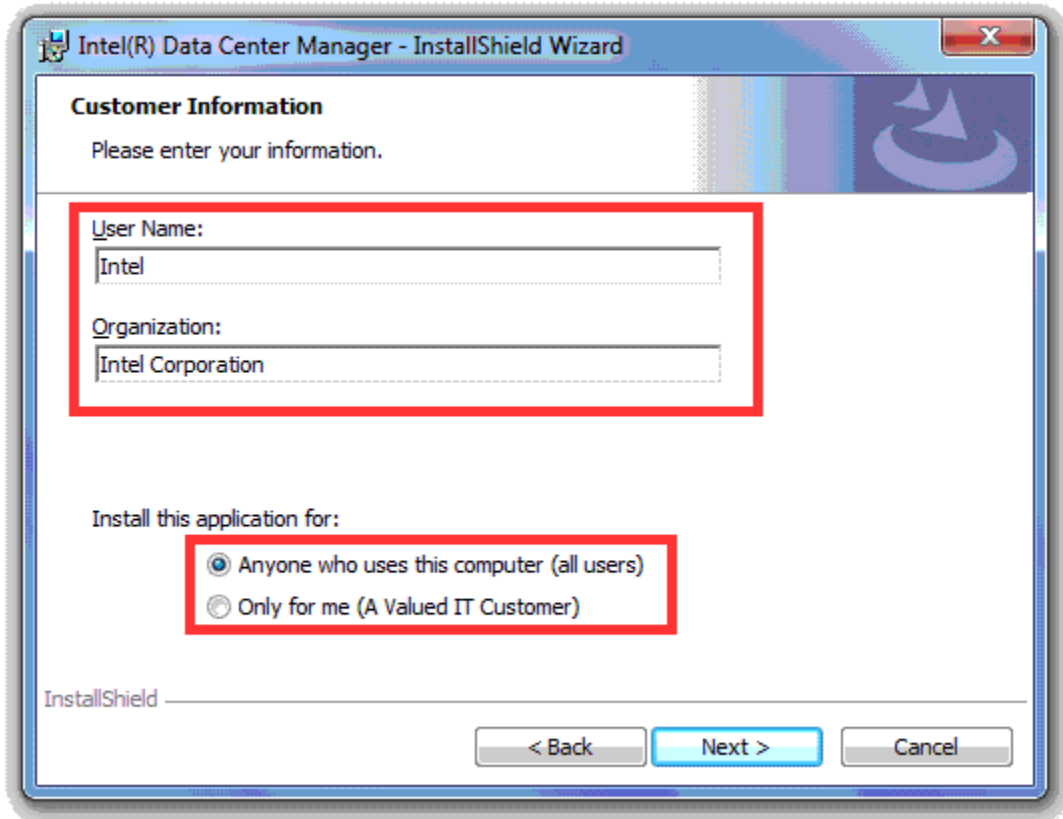 Intel(R) Data Center Manager - InstallShield Wizard
X
Customer Information
Please enter your information.
User Name:
Intel
Organization:
Intel Corporation
Install this application for:
Anyone who uses this computer (all users)
Only for me (A Valued IT Customer)
InstallShield
< Back Next > Cancel